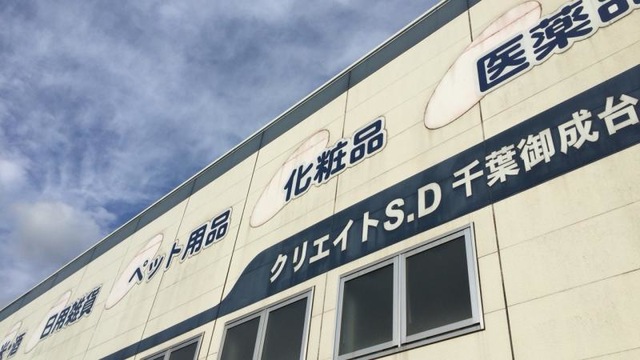 医薬品
化粧品
ペット用品
日用雑貨
クリエイトS.D 千葉御成台